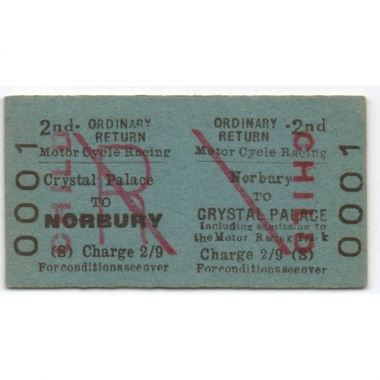 2nd- ORDINARY
RETURN
Motor Cycle Racing
Crystal Palace
TO
NORBURY
(S) Charge 2/9
For conditions see over
0001
CHILD
R
ORDINARY -2nd
RETURN
Motor Cycle Racing
Norbury
TO
CRYSTAL PALACE
Including admission to
the Motor Racing Track
Charge 2/9 (S)
For conditions see over
CHILD
0001